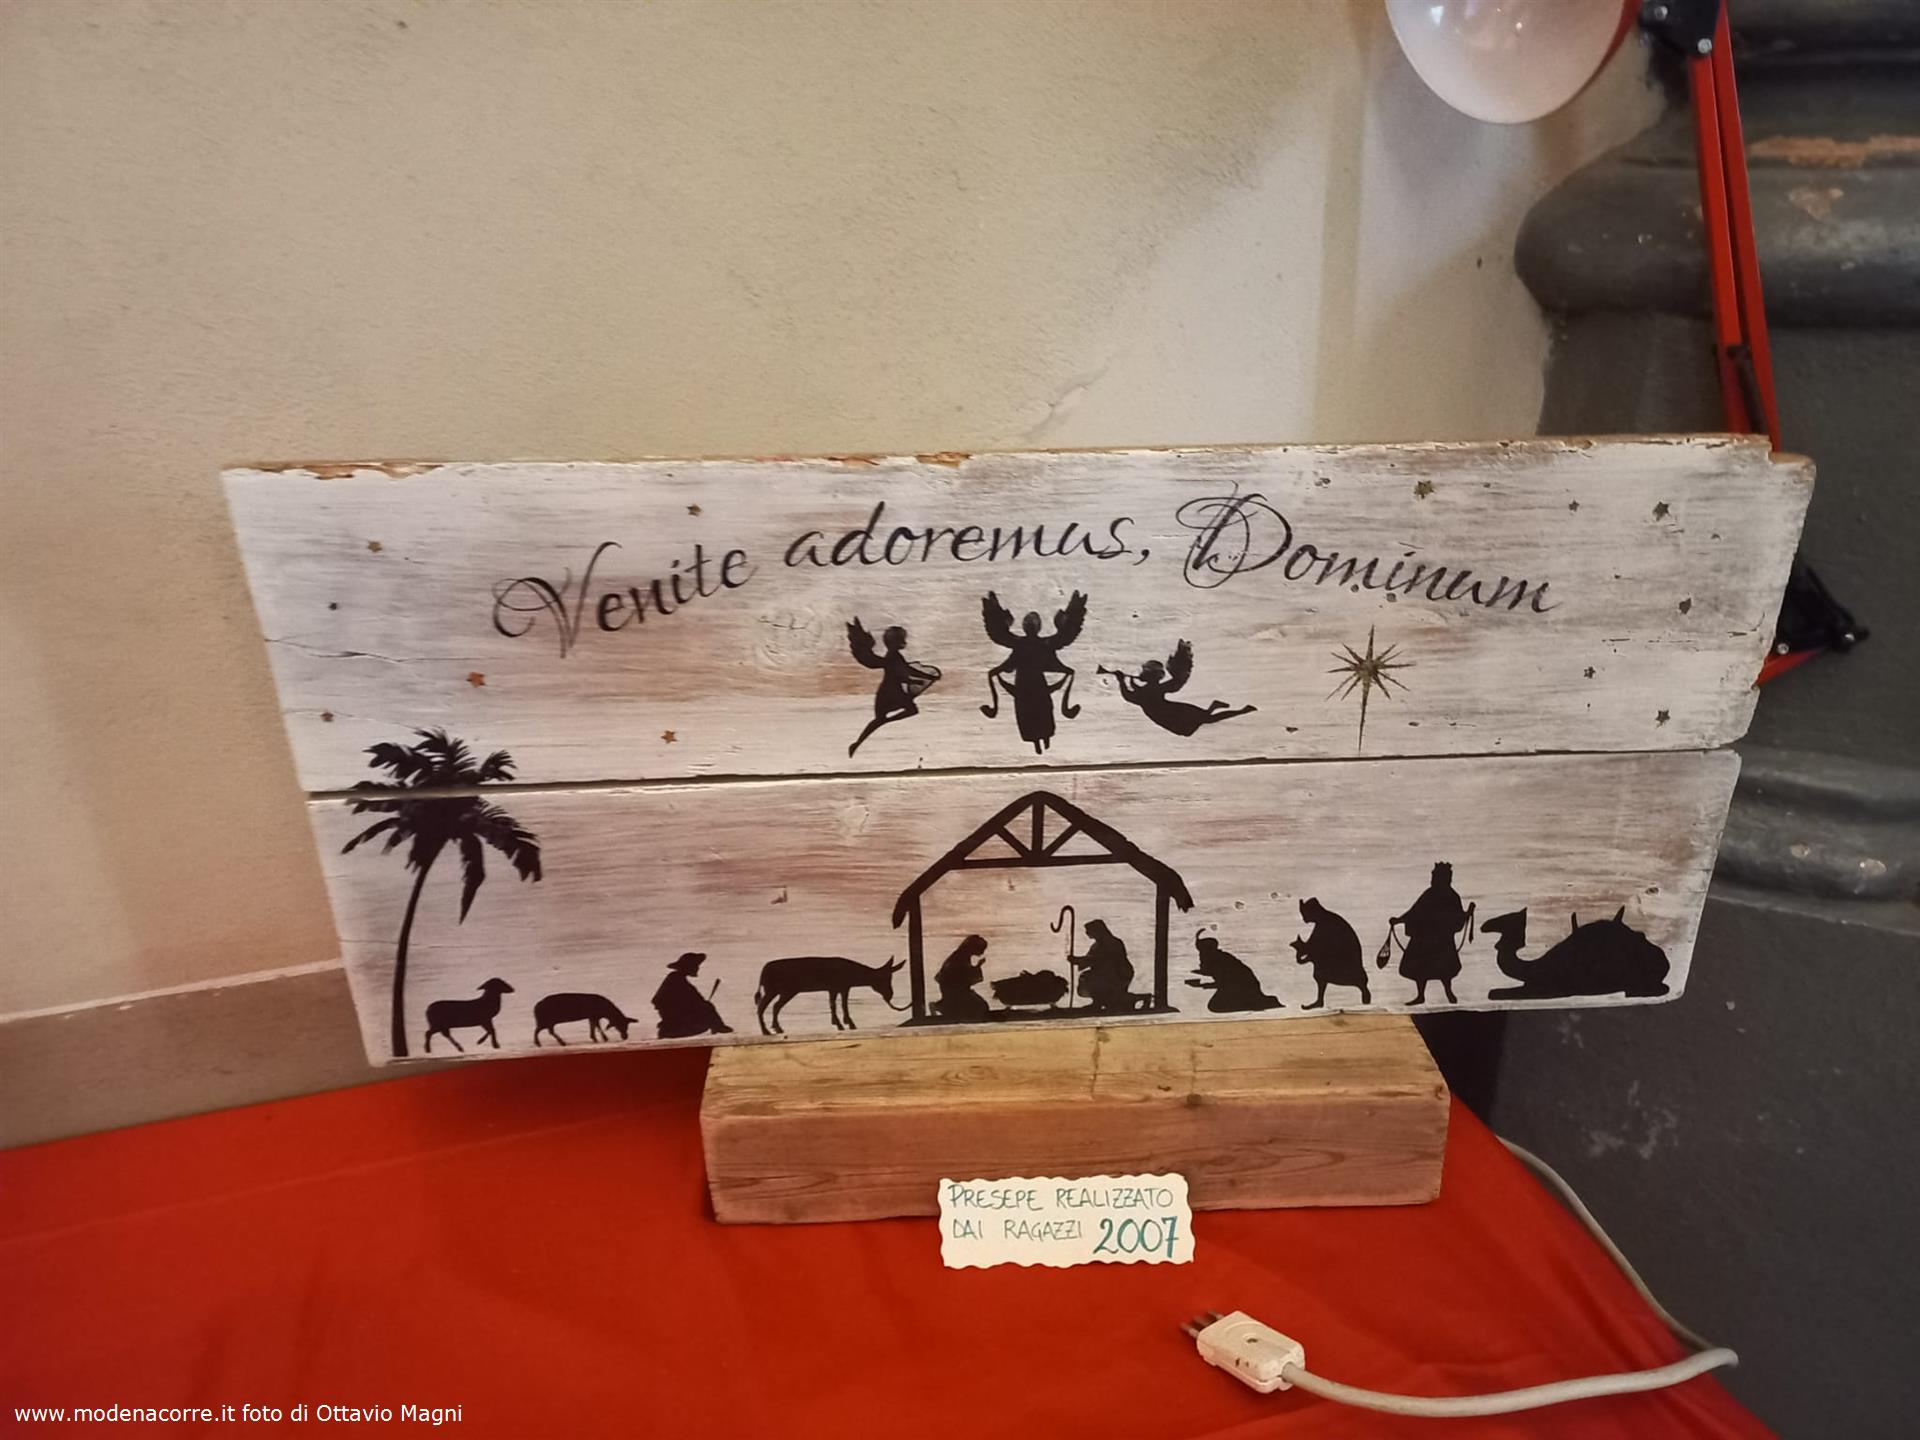 Venite adoremus, Dominum
PRESEPE REALIZZATO
DAI RAGAZZI 2007
www.modenacorre.it foto di Ottavio Magni